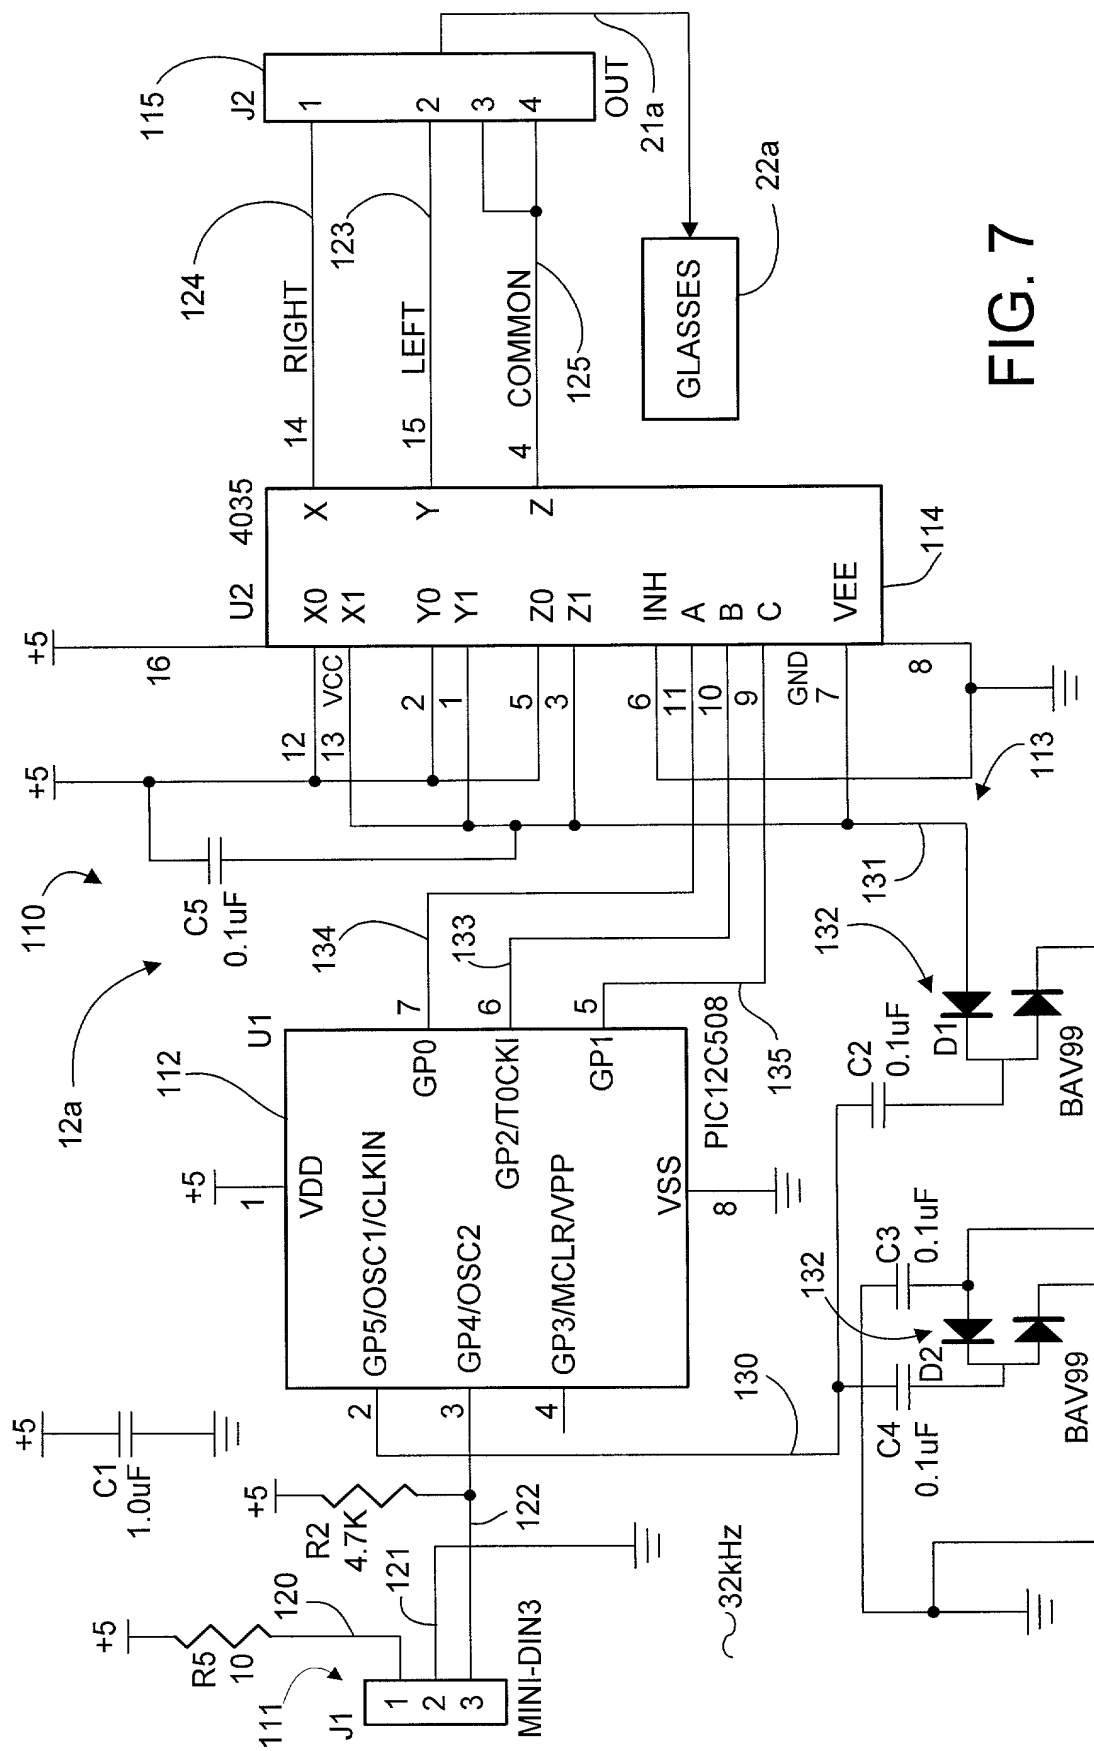 110
12a
+5
C1
1.0uF
+5
R2
4.7K
+5
R5
10
120
111
J1
1
2
3
MINI-DIN3
121
122
32kHz
112
U1
+5
1
VDD
GP5/OSC1/CLKIN
GP4/OSC2
GP3/MCLR/VPP
GP0
GP2/T0CKI
GP1
VSS
2
3
4
7
6
5
8
PIC12C508
134
133
135
130
+5
C5
0.1uF
+5
16
U2
4035
12
13
VCC
2
1
5
3
6
11
10
9
GND
7
8
X0
X1
Y0
Y1
Z0
Z1
INH
A
B
C
VEE
X
Y
Z
114
14
RIGHT
15
LEFT
4
COMMON
124
123
125
115
J2
1
2
3
4
OUT
21a
GLASSES
22a
113
131
132
C2
0.1uF
D1
BAV99
132
C3
0.1uF
C4
0.1uF
D2
BAV99
FIG. 7